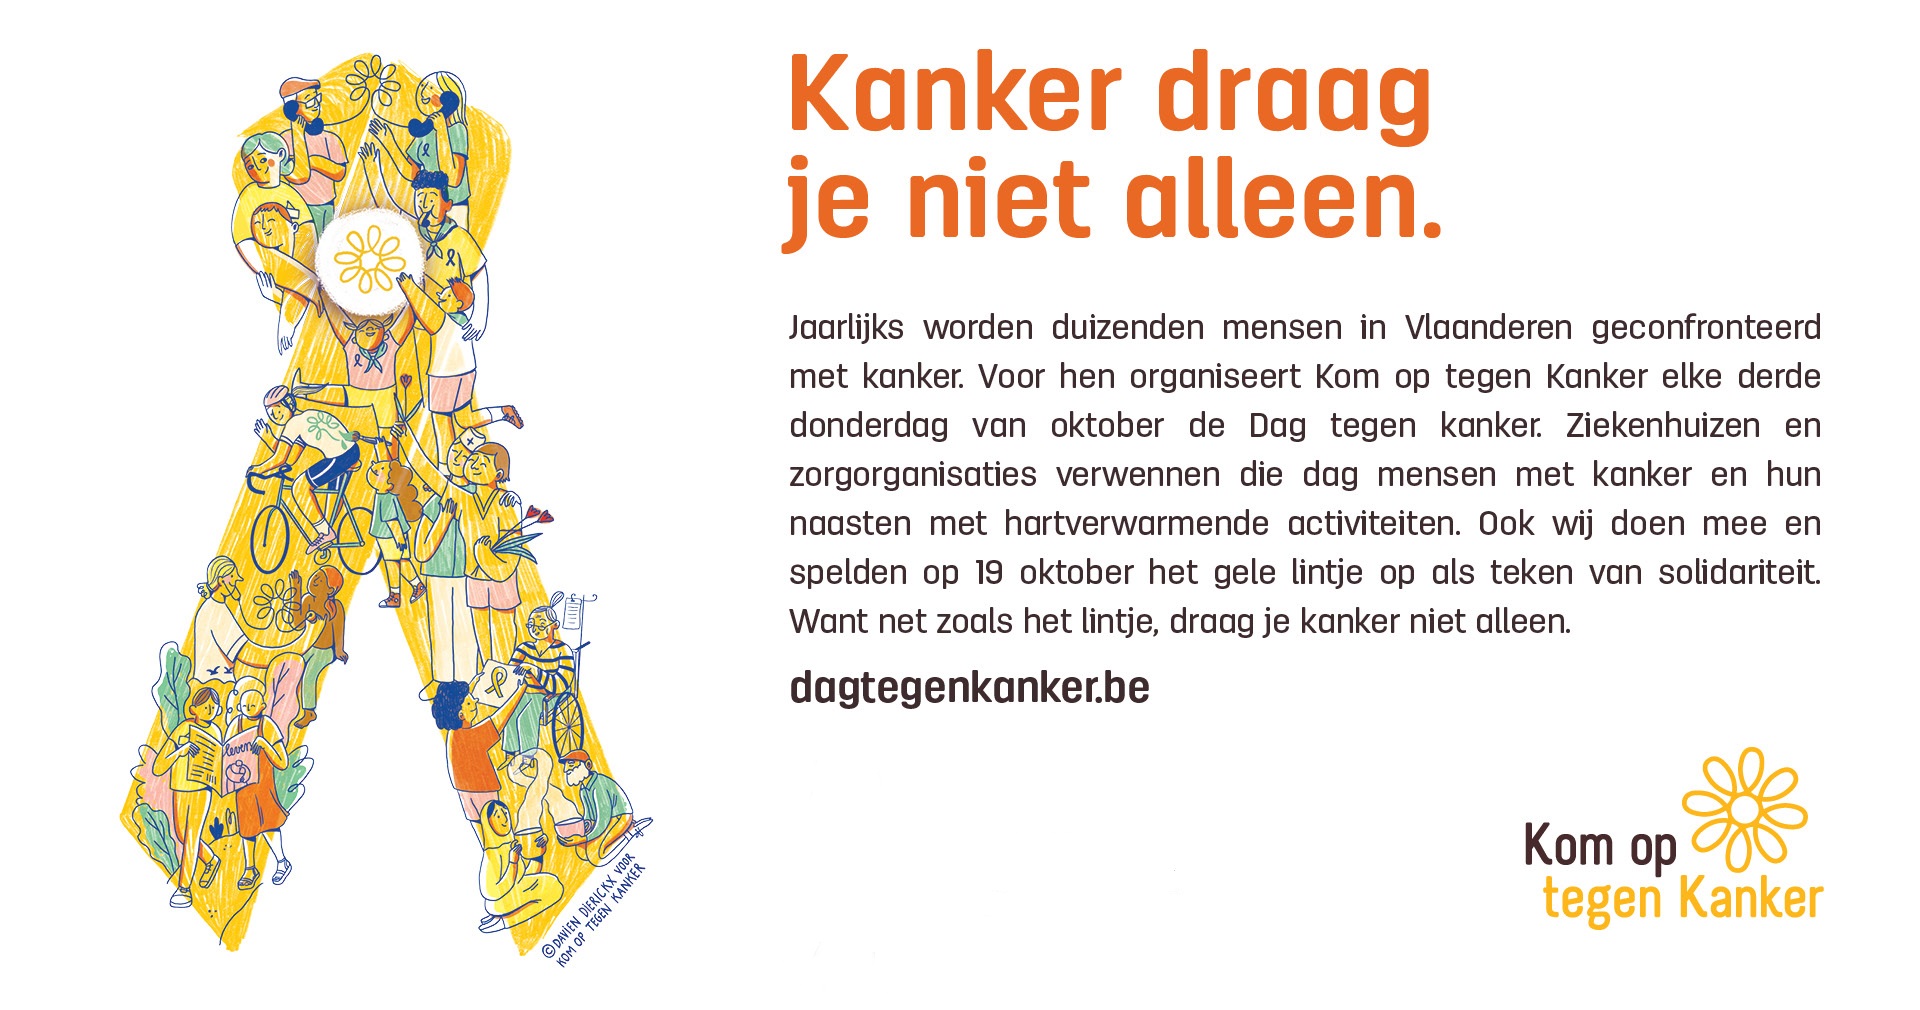 Kanker draag
je niet alleen.
Jaarlijks worden duizenden mensen in Vlaanderen geconfronteerd
met kanker. Voor hen organiseert Kom op tegen Kanker elke derde
donderdag van oktober de Dag tegen kanker. Ziekenhuizen en
zorgorganisaties verwennen die dag mensen met kanker en hun
naasten met hartverwarmende activiteiten. Ook wij doen mee en
spelden op 19 oktober het gele lintje op als teken van solidariteit.
Want net zoals het lintje, draag je kanker niet alleen.
dagtegenkanker.be
leven
©DAVIEN DIERICKX VOOR
KOM OP TEGEN KANKER
Kom op
tegen Kanker